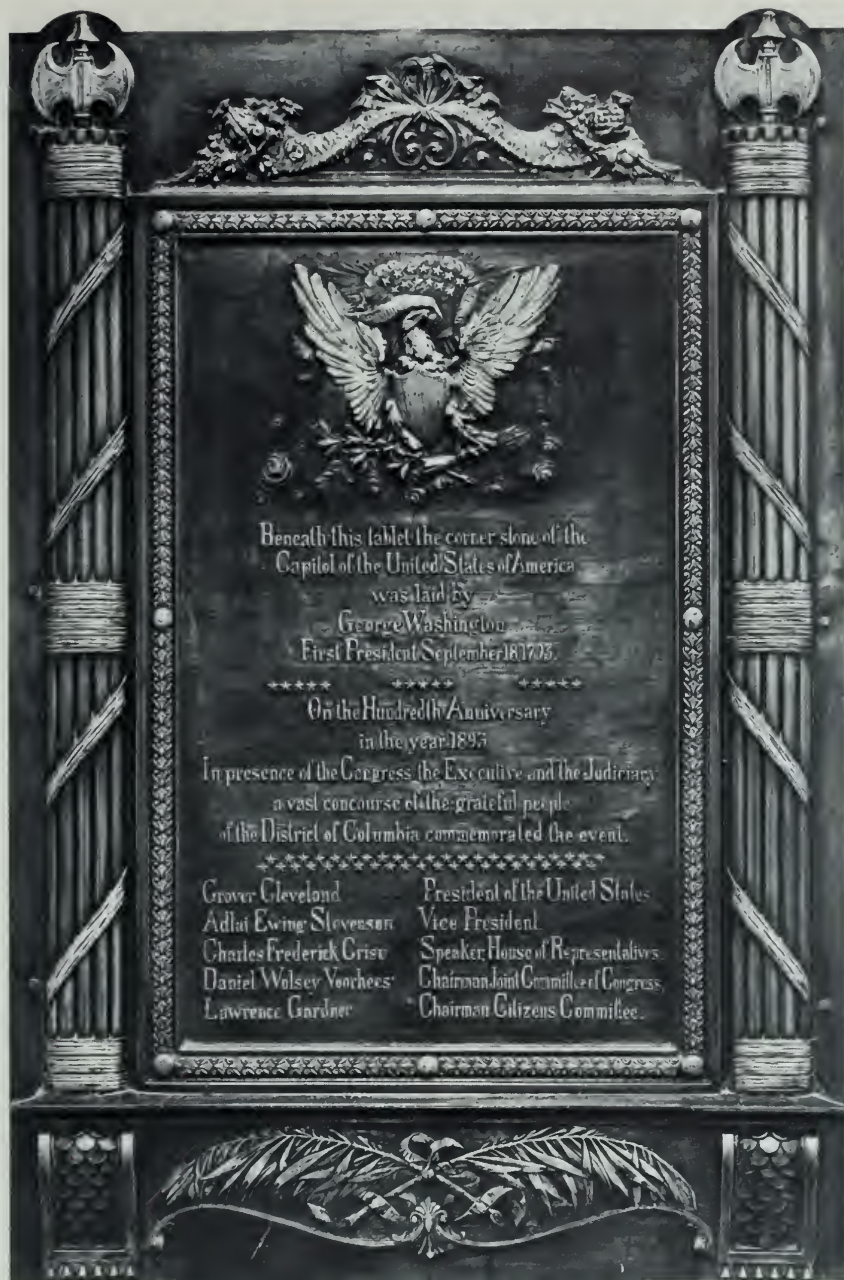 Beneath this tablet the corner stone of the
Capitol of the United States of America
was laid by
George Washington
First President September 18, 1793.
On the Hundredth Anniversary
in the year 1893
In presence of the Congress, the Executive and the Judiciary
a vast concourse of the grateful people
of the District of Columbia commemorated the event.
Grover Cleveland President of the United States
Adlai Ewing Stevenson Vice President
Charles Frederick Crisp Speaker, House of Representatives
Daniel Wolsey Voorhees Chairman Joint Committee of Congress,
Lawrence Gardner Chairman Citizens Committee.